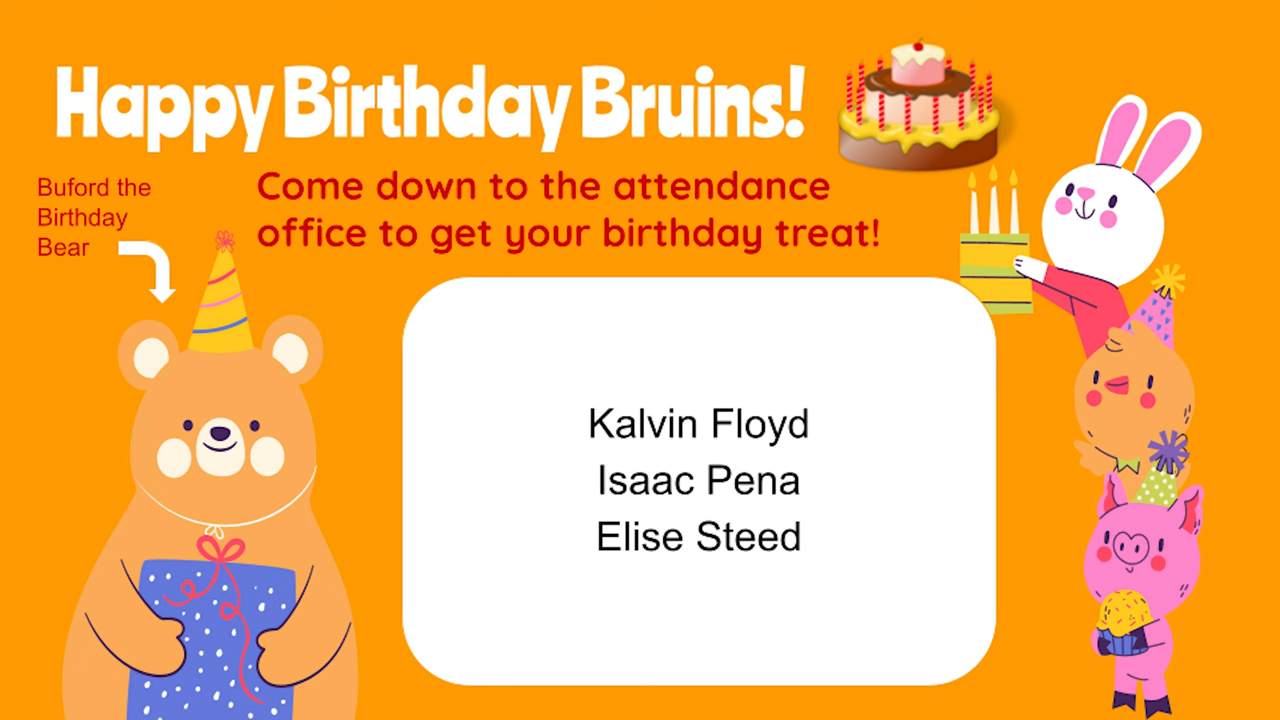 Happy Birthday Bruins!
Buford the
Birthday
Bear
Come down to the attendance
office to get your birthday treat!
Kalvin Floyd
Isaac Pena
Elise Steed